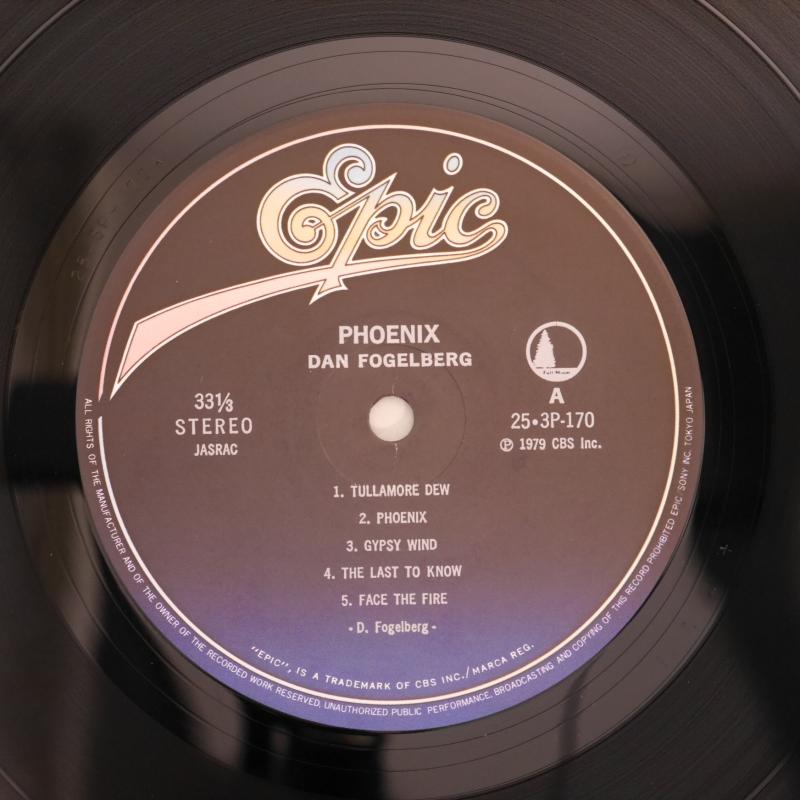 Epic
PHOENIX
DAN FOGELBERG
Full Moon
33⅓
STEREO
JASRAC
A
25•3P-170
Ⓟ 1979 CBS Inc.
1. TULLAMORE DEW
2. PHOENIX
3. GYPSY WIND
4. THE LAST TO KNOW
5. FACE THE FIRE
- D. Fogelberg -
"EPIC", IS A TRADEMARK OF CBS INC./MARCA REG.
ALL RIGHTS OF THE MANUFACTURER AND OF THE OWNER OF THE RECORDED WORK RESERVED. UNAUTHORIZED PUBLIC PERFORMANCE, BROADCASTING AND COPYING OF THIS RECORD PROHIBITED EPIC SONY INC. TOKYO JAPAN